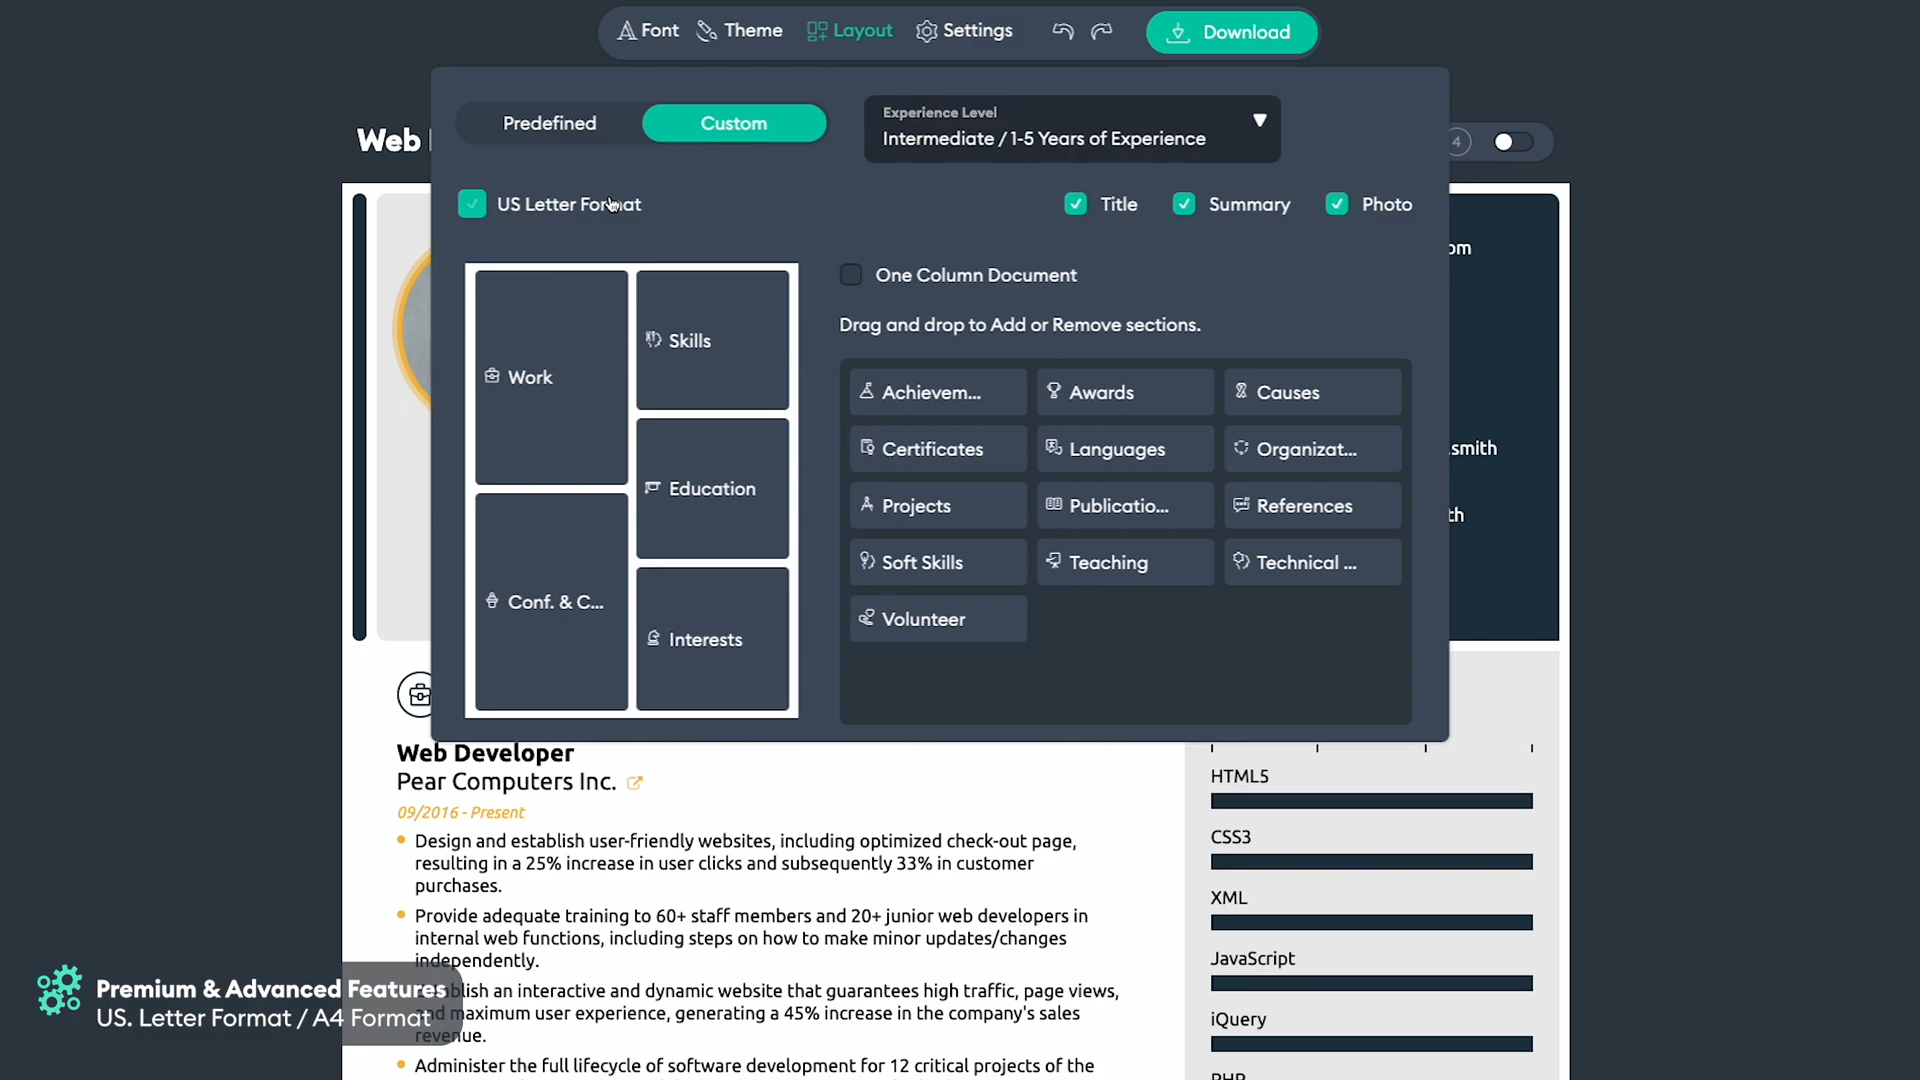 Font Theme Layout Settings Download
Predefined Custom
Experience Level
Intermediate / 1-5 Years of Experience
Web
4
US Letter Format
Title Summary Photo
om
One Column Document
Drag and drop to Add or Remove sections.
Work
Conf. & C...
Skills
Education
Interests
Achievem... Awards Causes
Certificates Languages Organizat...
Projects Publicatio... References
Soft Skills Teaching Technical ...
Volunteer
.smith
th
Web Developer
Pear Computers Inc.
09/2016 - Present
Design and establish user-friendly websites, including optimized check-out page,
resulting in a 25% increase in user clicks and subsequently 33% in customer
purchases.
Provide adequate training to 60+ staff members and 20+ junior web developers in
internal web functions, including steps on how to make minor updates/changes
independently.
blish an interactive and dynamic website that guarantees high traffic, page views,
and maximum user experience, generating a 45% increase in the company's sales
revenue.
Administer the full lifecycle of software development for 12 critical projects of the
HTML5
CSS3
XML
JavaScript
jQuery
PHP
Premium & Advanced Features
US. Letter Format / A4 Format